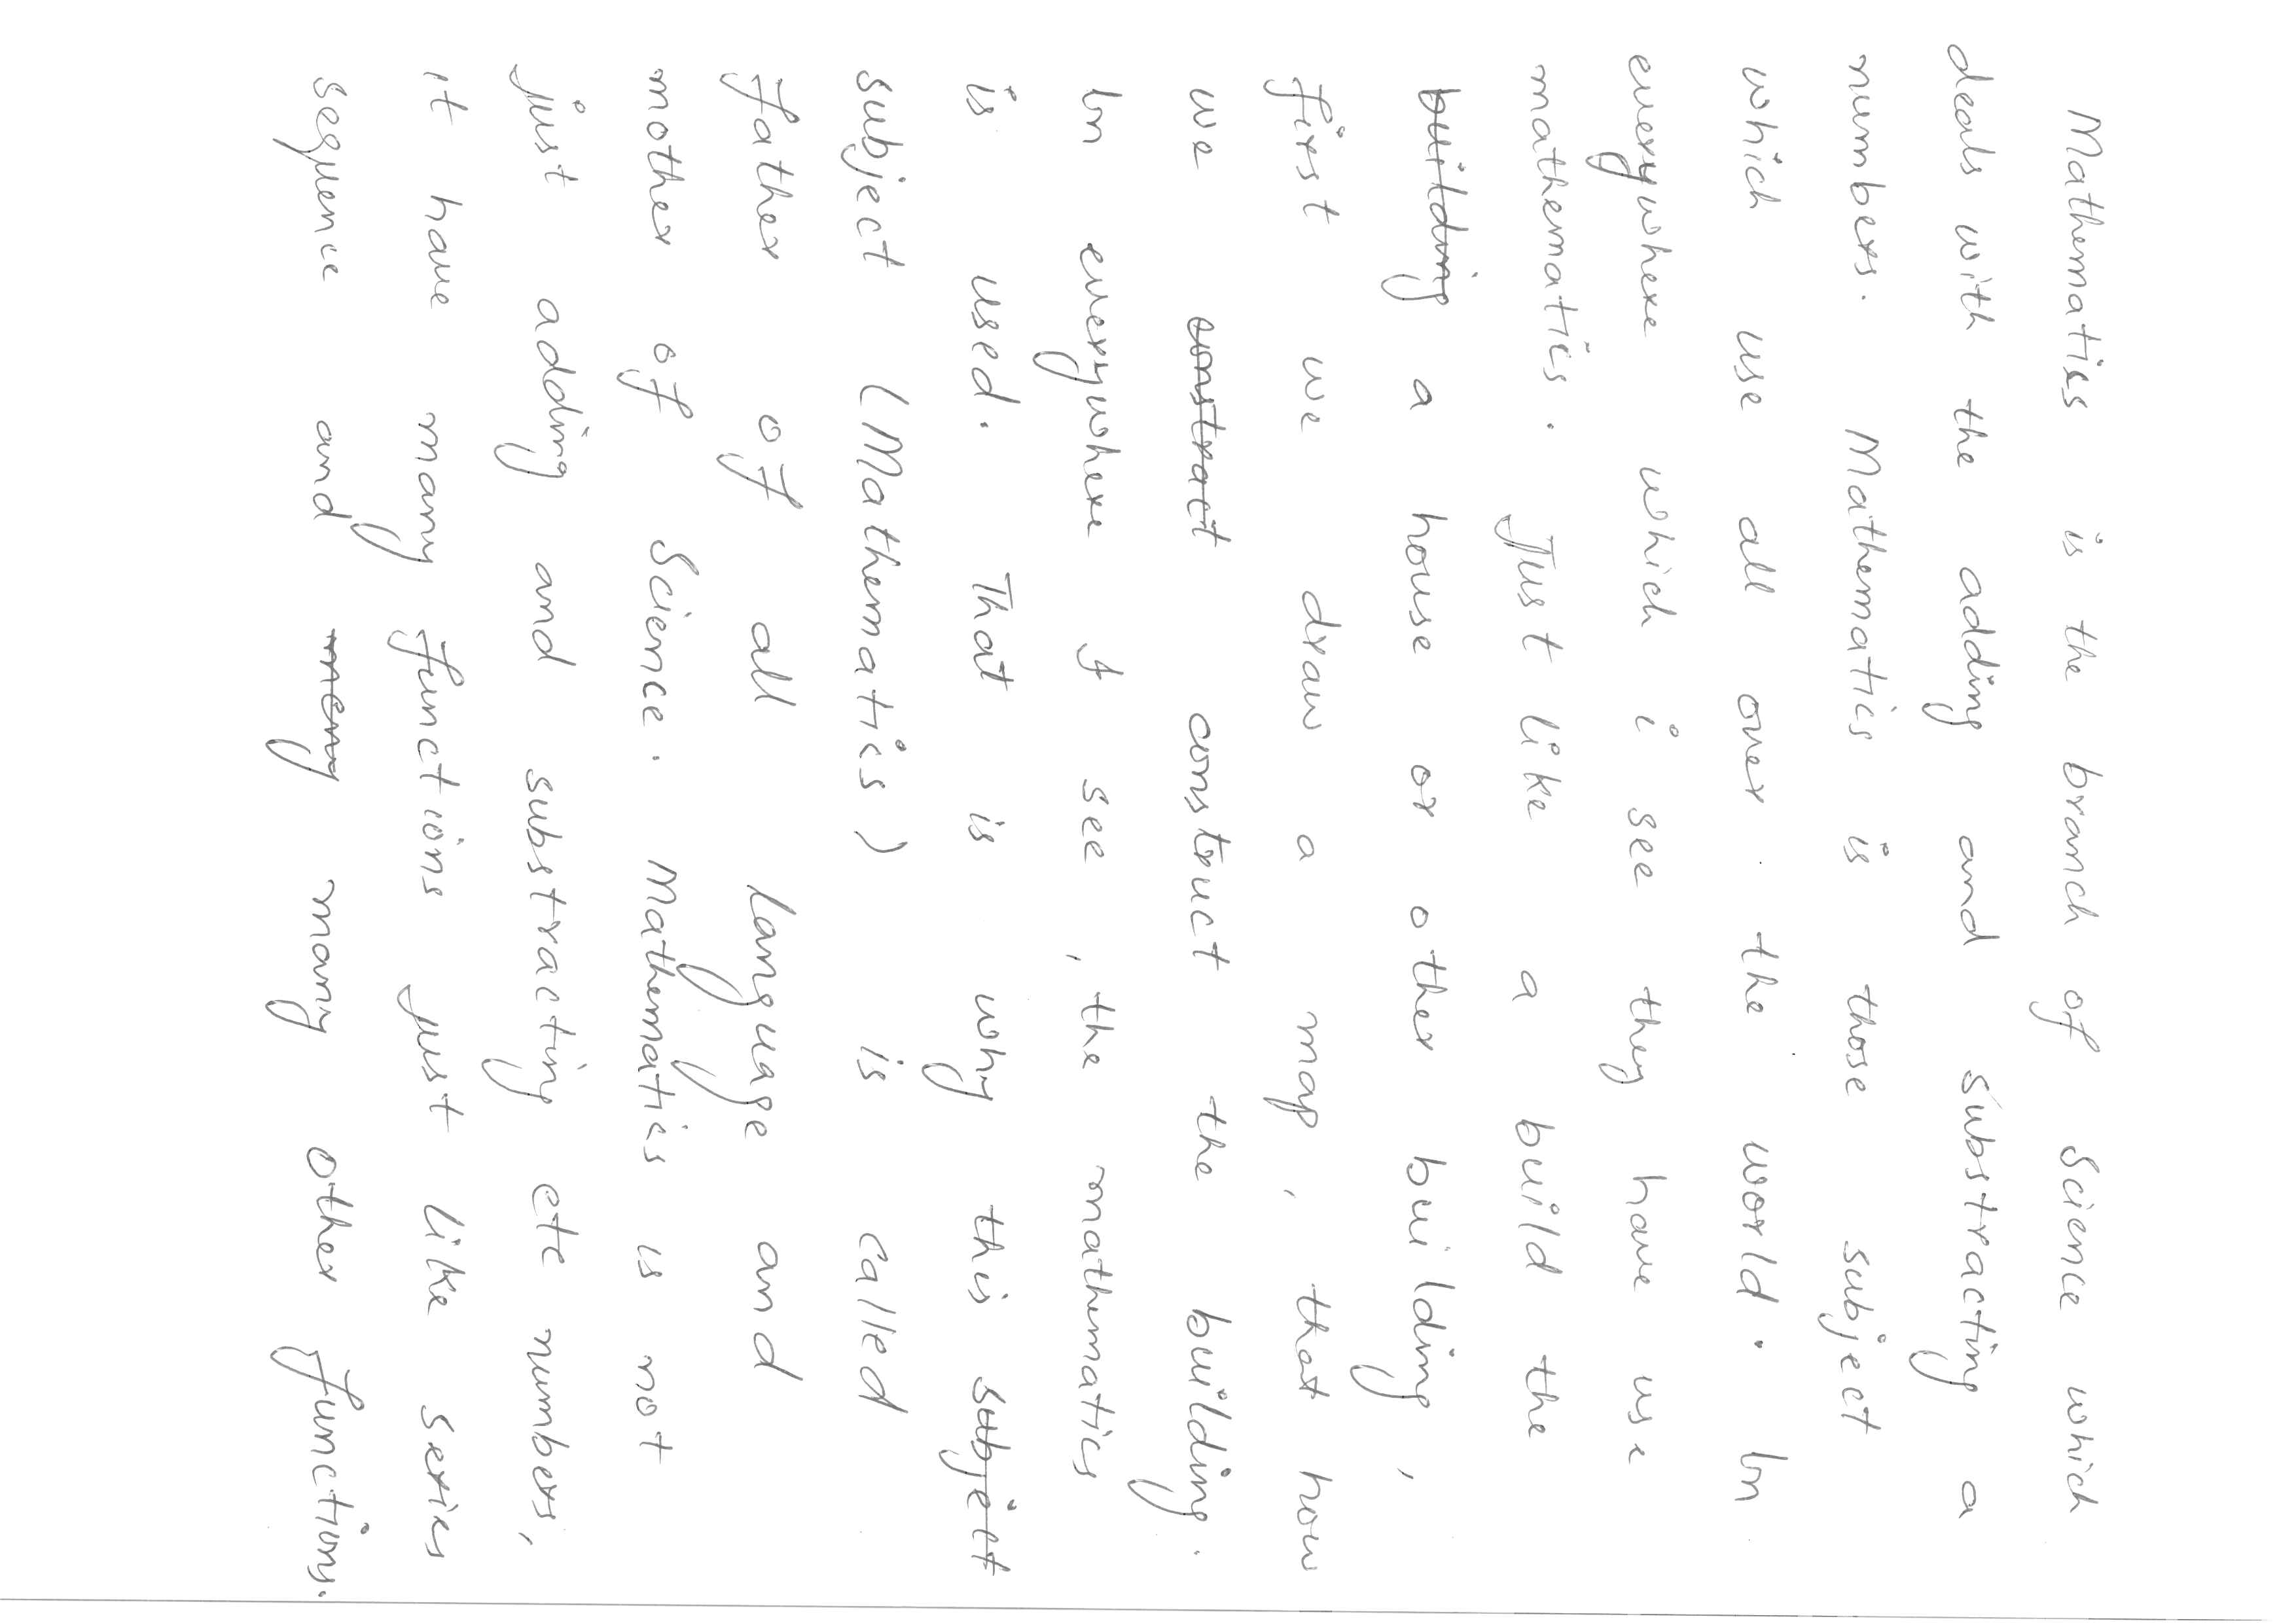 Mathematics is the branch of Science which
deals with the adding and substracting a
numbers. Mathematics is those subject
which use all over the world. In
everywhere which i see they have use
mathematics. Just like a build the
building a house or other building,
first we draw a map, that how
we constract construct the building.
In everywhere I see, the mathematics
is used. That is why this subject
subject (Mathematics) is called
father of all language and
mother of Science. Mathematics is not
just adding and substracting etc numbers,
it have many functions just like series
sequence and meny many other functions.